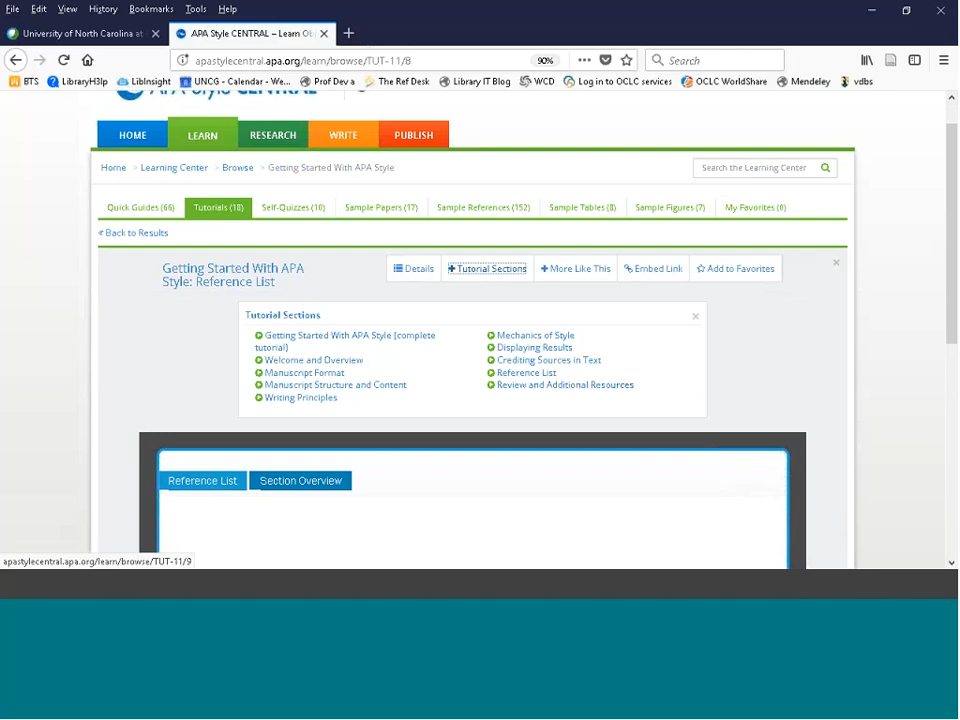 File Edit View History Bookmarks Tools Help
University of North Carolina at
APA Style CENTRAL – Learn Ob
apastylecentral.apa.org/learn/browse/TUT-11/8 90% Search
BTS LibraryH3lp LibInsight UNCG - Calendar - We... Prof Dev a The Ref Desk Library IT Blog WCD Log in to OCLC services OCLC WorldShare Mendeley vdbs
APA Style CENTRAL
HOME LEARN RESEARCH WRITE PUBLISH
Home > Learning Center > Browse > Getting Started With APA Style Search the Learning Center
Quick Guides (66) Tutorials (18) Self-Quizzes (10) Sample Papers (17) Sample References (152) Sample Tables (8) Sample Figures (7) My Favorites (0)
« Back to Results
Getting Started With APA
Style: Reference List
Details Tutorial Sections More Like This Embed Link Add to Favorites
Tutorial Sections
Getting Started With APA Style [complete
tutorial]
Welcome and Overview
Manuscript Format
Manuscript Structure and Content
Writing Principles
Mechanics of Style
Displaying Results
Crediting Sources in Text
Reference List
Review and Additional Resources
Reference List Section Overview
apastylecentral.apa.org/learn/browse/TUT-11/9